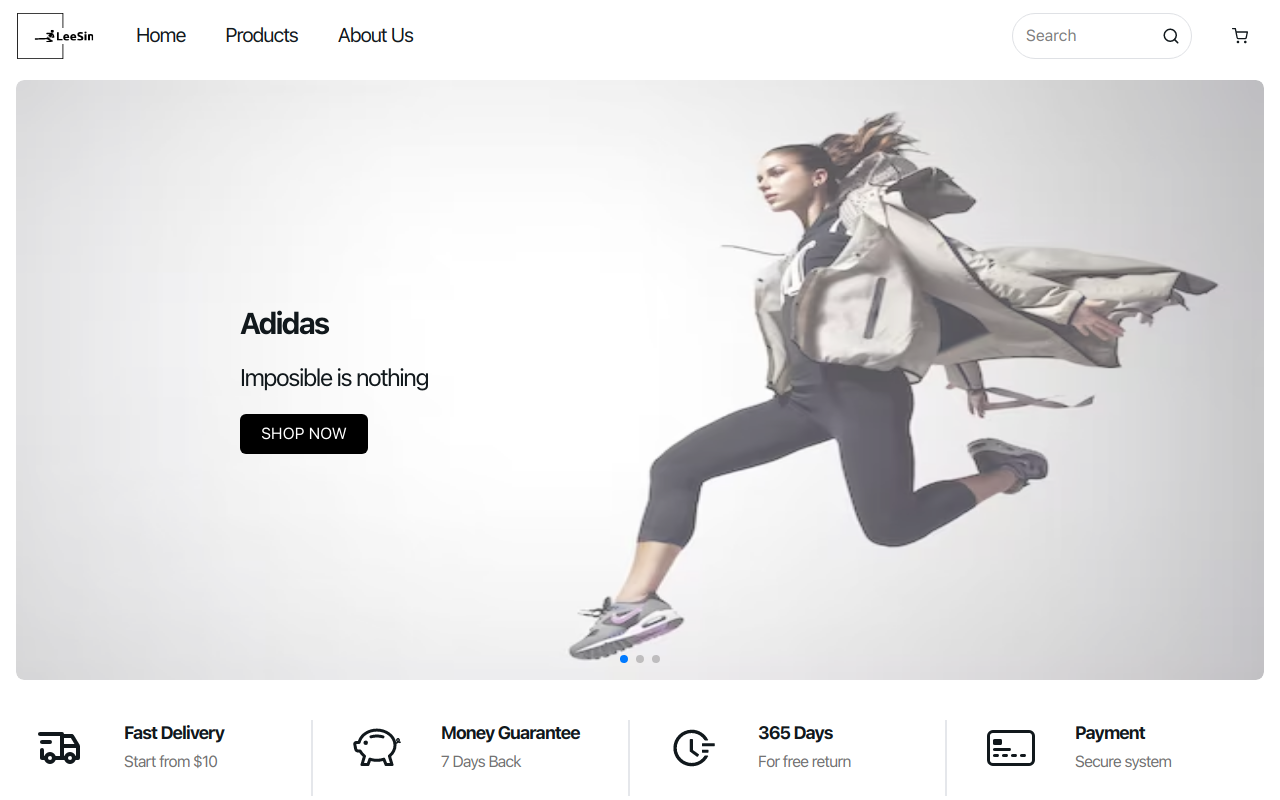 LeeSin
Home
Products
About Us
Search
Adidas
Imposible is nothing
SHOP NOW
Fast Delivery
Start from $10
Money Guarantee
7 Days Back
365 Days
For free return
Payment
Secure system